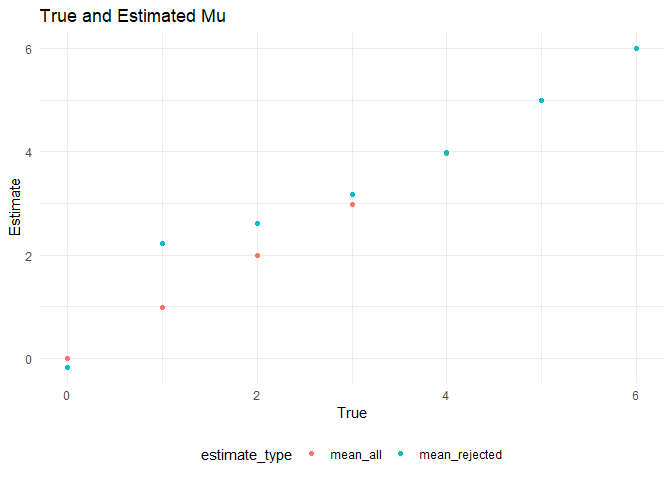 True and Estimated Mu
6
4
2
0
Estimate
0 2 4 6
True
estimate_type mean_all mean_rejected